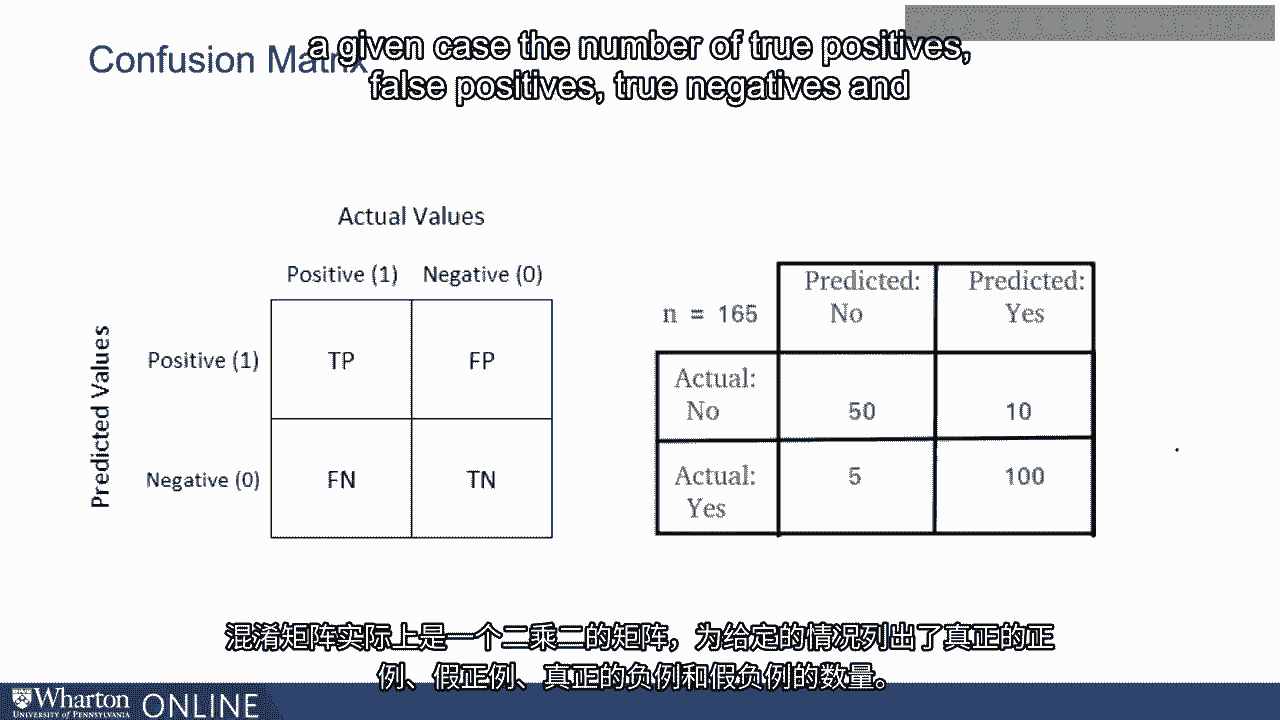 Confusion Matrix
a given case the number of true positives,
false positives, true negatives and
Actual Values
Positive (1) Negative (0)
Predicted Values
Positive (1) TP FP
Negative (0) FN TN
n = 165
Predicted:
No
Predicted:
Yes
Actual:
No 50 10
Actual:
Yes 5 100
混淆矩阵实际上是一个二乘二的矩阵，为给定的情况列出了真正的正
例、假正例、真正的负例和假负例的数量。
Wharton
UNIVERSITY of PENNSYLVANIA
ONLINE